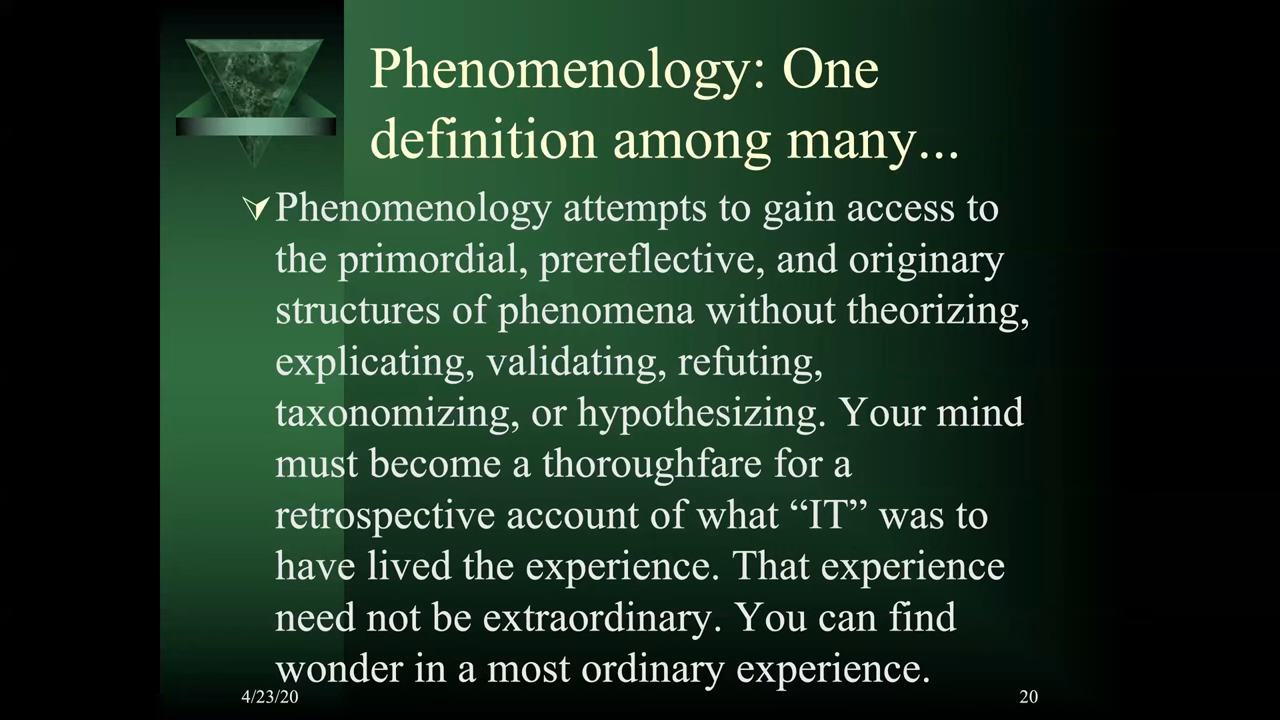 Phenomenology: One
definition among many...
Phenomenology attempts to gain access to
the primordial, prereflective, and originary
structures of phenomena without theorizing,
explicating, validating, refuting,
taxonomizing, or hypothesizing. Your mind
must become a thoroughfare for a
retrospective account of what “IT” was to
have lived the experience. That experience
need not be extraordinary. You can find
wonder in a most ordinary experience.
4/23/20
20